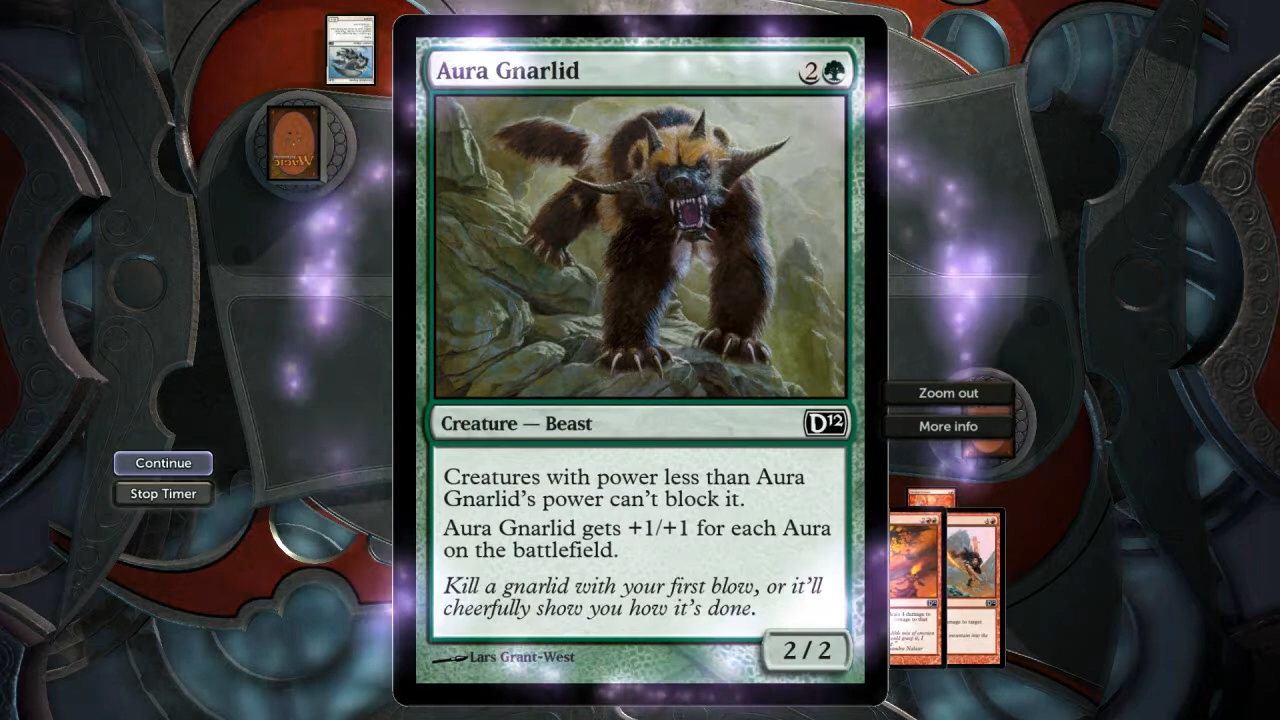 Aura Gnarlid
2
MAGIC
Creature — Beast
D12
Zoom out
More info
Continue
Creatures with power less than Aura
Gnarlid's power can't block it.
Stop Timer
Aura Gnarlid gets +1/+1 for each Aura
on the battlefield.
Kill a gnarlid with your first blow, or it'll
cheerfully show you how it's done.
2 / 2
Lars Grant-West